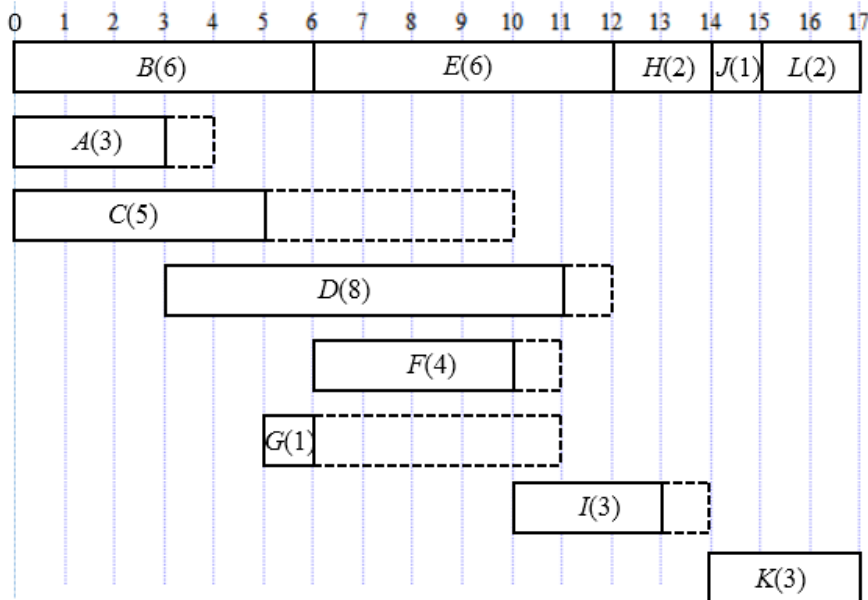 0 1 2 3 4 5 6 7 8 9 10 11 12 13 14 15 16 17
B(6) E(6) H(2) J(1) L(2)
A(3)
C(5)
D(8)
F(4)
G(1)
I(3)
K(3)